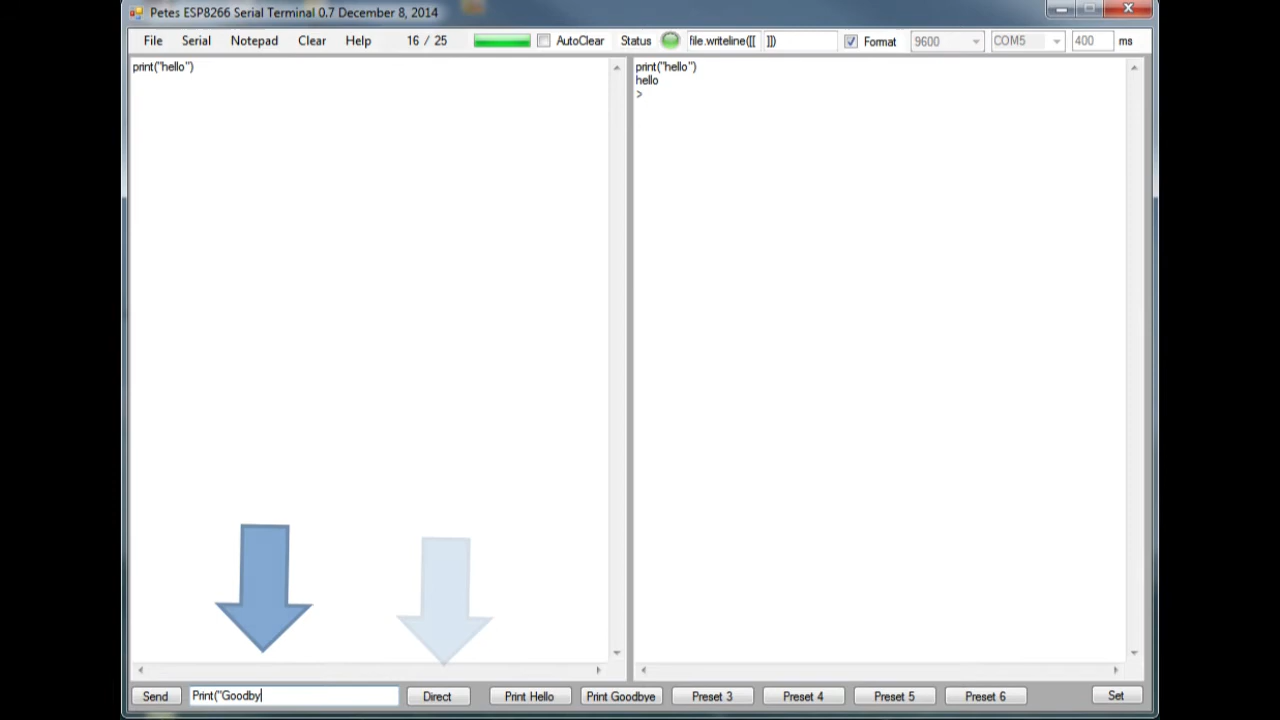 Petes ESP8266 Serial Terminal 0.7 December 8, 2014
File Serial Notepad Clear Help 16 / 25 AutoClear Status file.writeline([[ ]]) Format 9600 COM5 400 ms
print("hello")
print("hello")
hello
>
Send Print("Goodby Direct Print Hello Print Goodbye Preset 3 Preset 4 Preset 5 Preset 6 Set